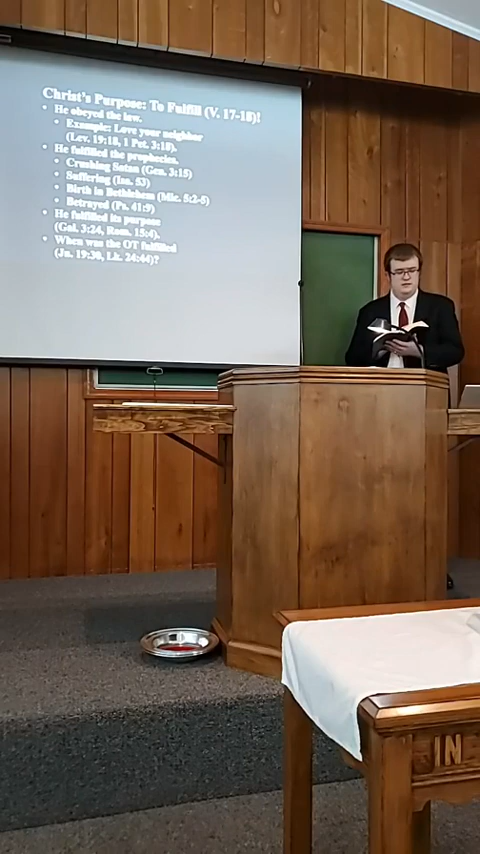 Christ's Purpose: To Fulfill (V. 17-18)!
• He obeyed the law.
• Example: Love your neighbor
(Lev. 19:18, 1 Pet. 3:18).
• He fulfilled the prophecies.
• Crushing Satan (Gen. 3:15)
• Suffering (Isa. 53)
• Birth in Bethlehem (Mic. 5:2-5)
• Betrayed (Ps. 41:9)
• He fulfilled its purpose
(Gal. 3:24, Rom. 15:4).
• When was the OT fulfilled
(Jn. 19:30, Lk. 24:44)?
IN